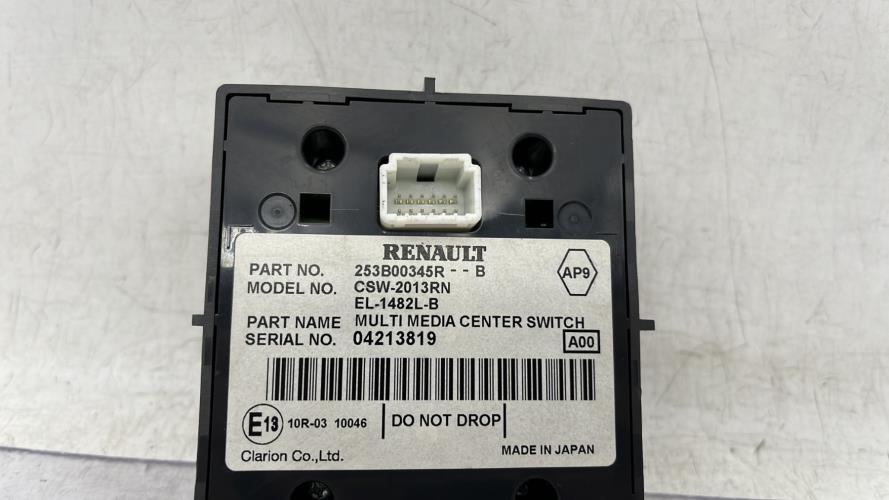 RENAULT
PART NO. 253B00345R - - B
AP9
MODEL NO. CSW-2013RN
EL-1482L-B
PART NAME MULTI MEDIA CENTER SWITCH
SERIAL NO. 04213819
A00
E13 10R-03 10046 DO NOT DROP
Clarion Co.,Ltd. MADE IN JAPAN